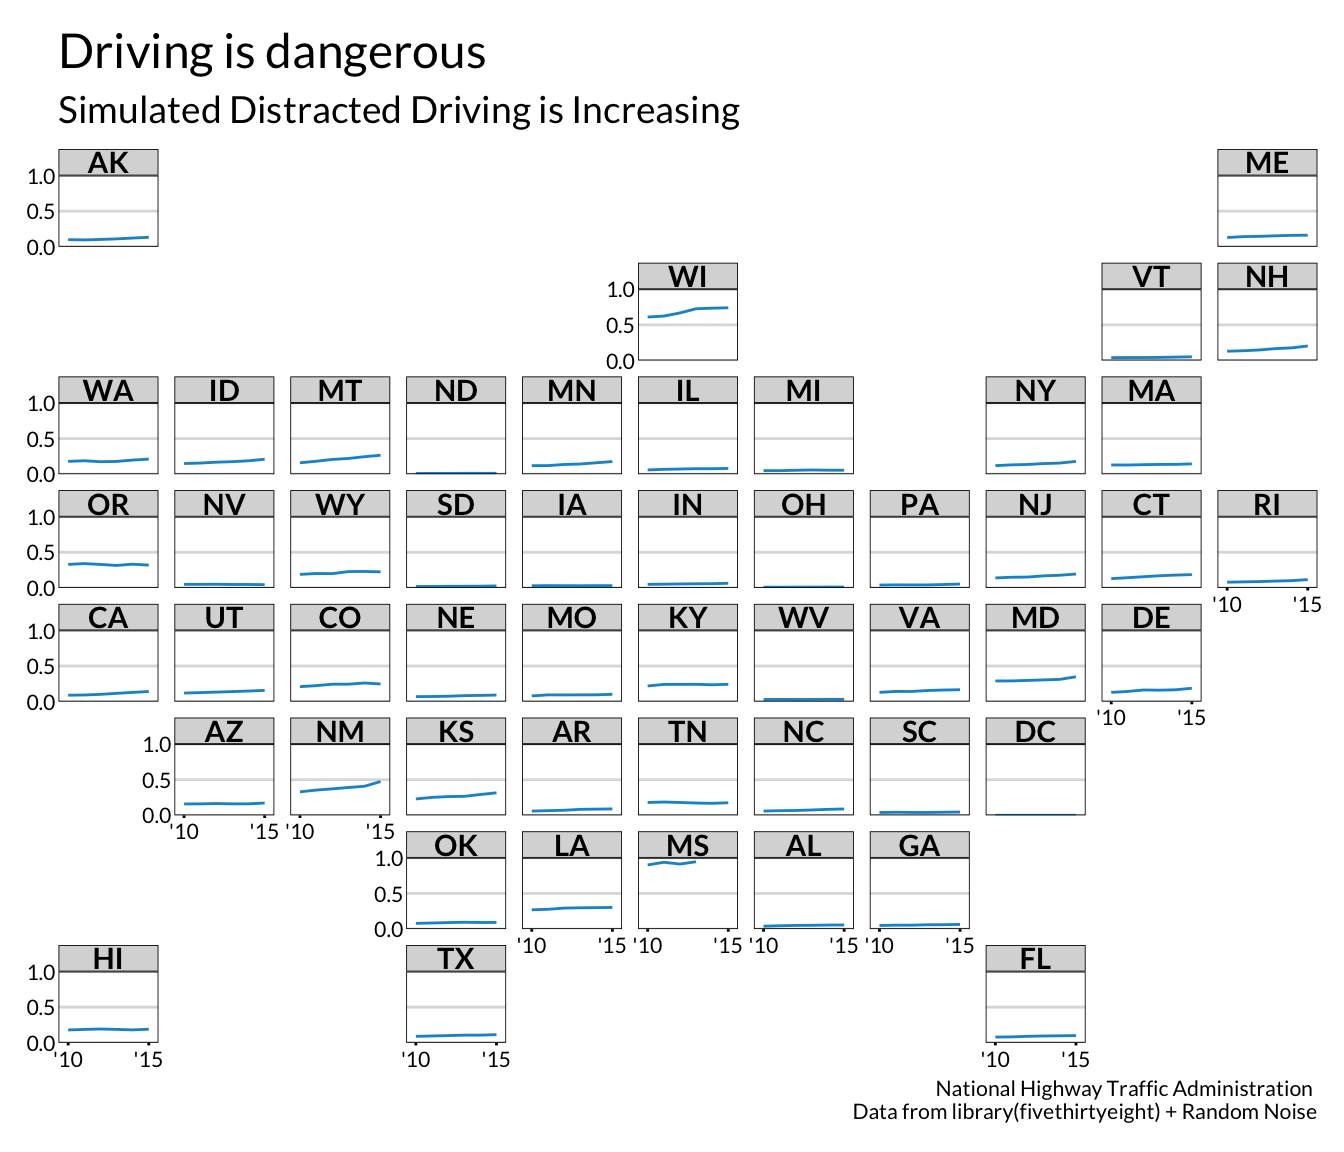 Driving is dangerous
Simulated Distracted Driving is Increasing
AK ME
1.0
0.5
0.0
WI VT NH
1.0
0.5
0.0
WA ID MT ND MN IL MI NY MA
1.0
0.5
0.0
OR NV WY SD IA IN OH PA NJ CT RI
1.0
0.5
0.0
'10 '15
CA UT CO NE MO KY WV VA MD DE
1.0
0.5
0.0
'10 '15
AZ NM KS AR TN NC SC DC
1.0
0.5
0.0
'10 '15 '10 '15
OK LA MS AL GA
1.0
0.5
0.0
'10 '15 '10 '15 '10 '15 '10 '15
HI TX FL
1.0
0.5
0.0
'10 '15 '10 '15 '10 '15
National Highway Traffic Administration
Data from library(fivethirtyeight) + Random Noise